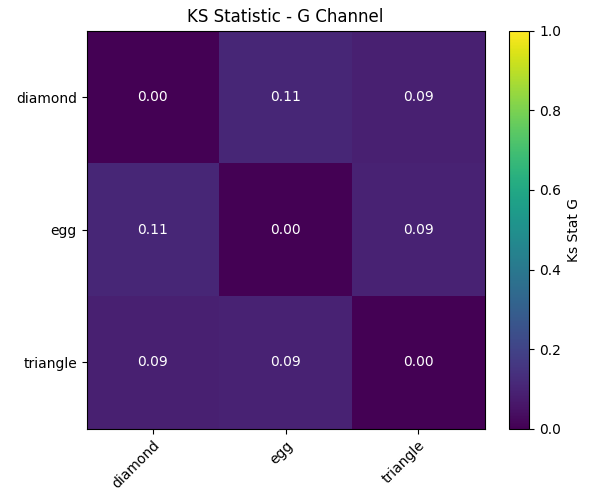 KS Statistic - G Channel
diamond 0.00 0.11 0.09
egg 0.11 0.00 0.09
triangle 0.09 0.09 0.00
diamond egg triangle
1.0
0.8
0.6
0.4
0.2
0.0
Ks Stat G